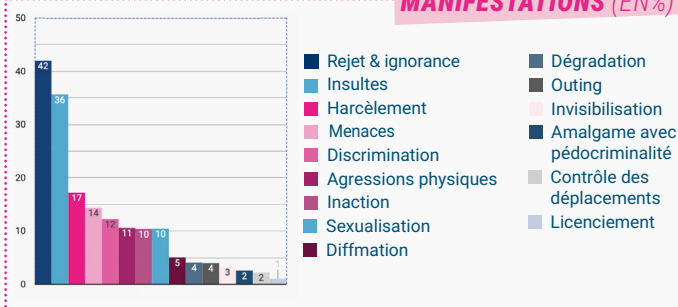 MANIFESTATIONS (EN%)
50
40
30
20
10
0
42
36
17
14
12
11
10
10
5
4
4
3
2
2
1
Rejet & ignorance
Insultes
Harcèlement
Menaces
Discrimination
Agressions physiques
Inaction
Sexualisation
Diffmation
Dégradation
Outing
Invisibilisation
Amalgame avec
pédocriminalité
Contrôle des
déplacements
Licenciement